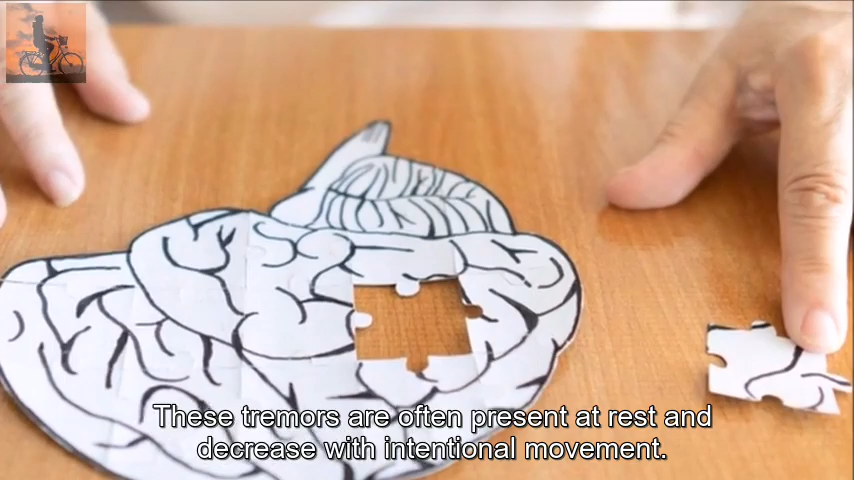 These tremors are often present at rest and
decrease with intentional movement.